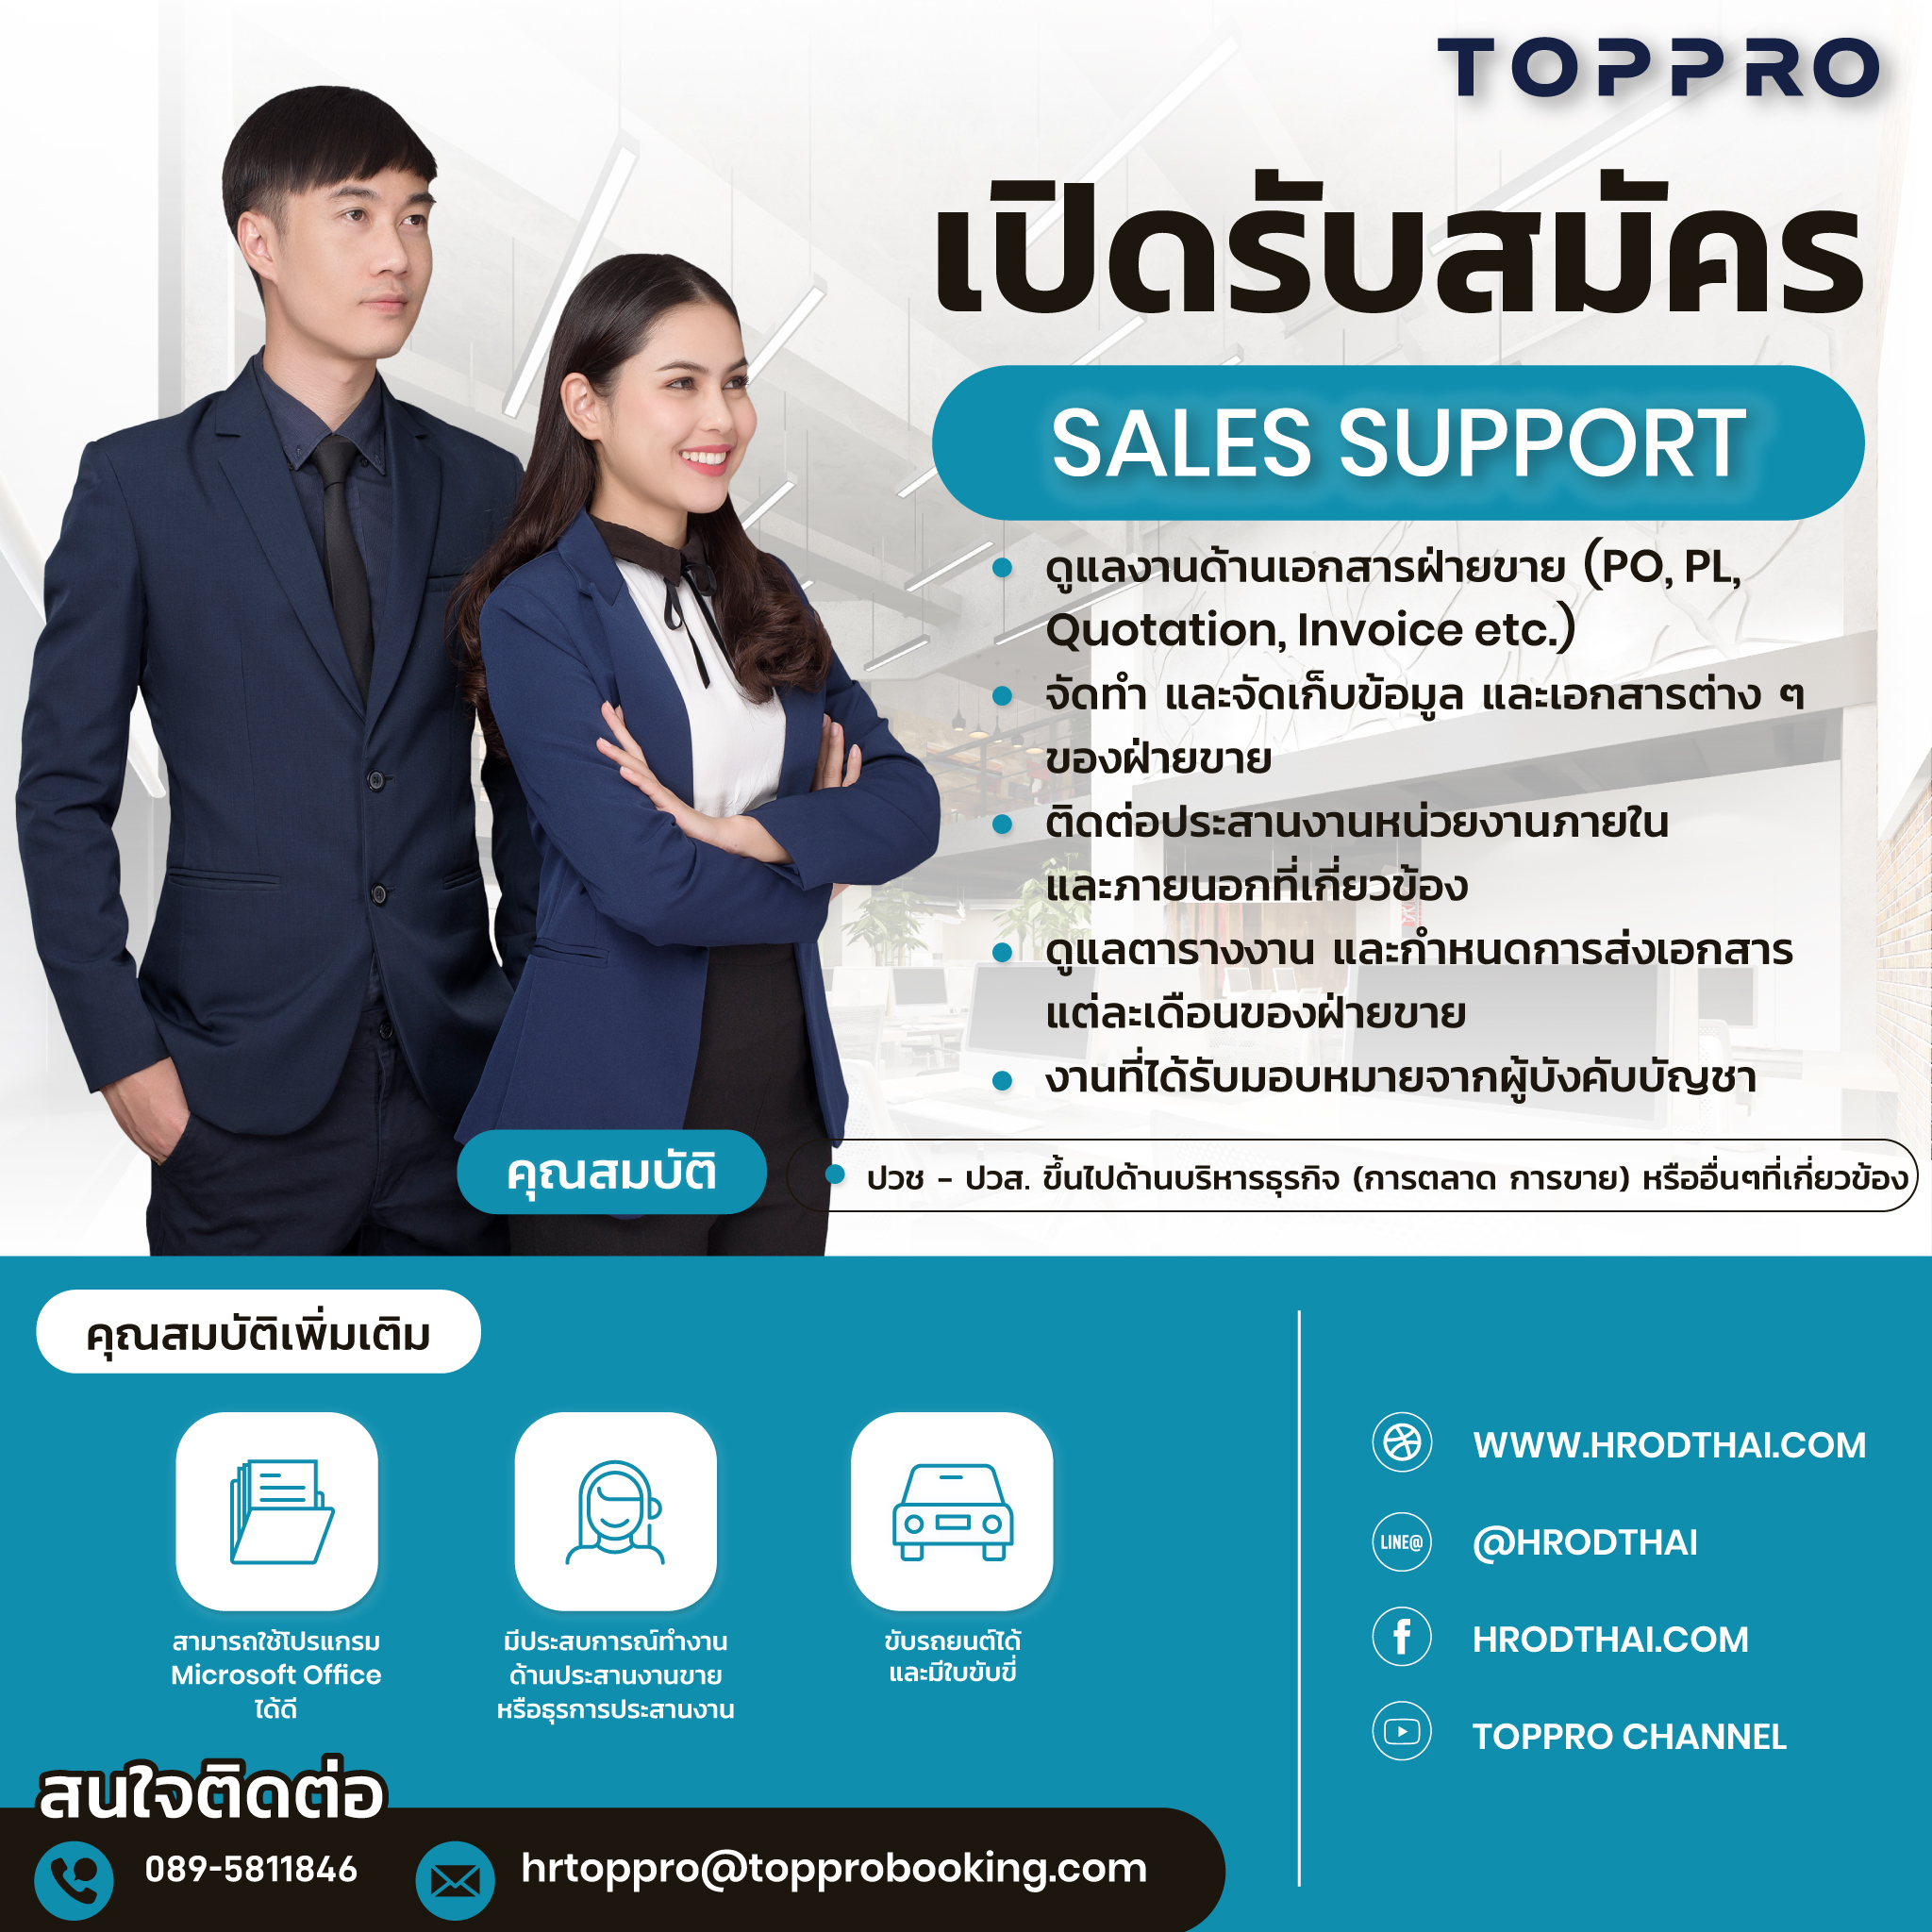 TOPPRO
เปิดรับสมัคร
SALES SUPPORT
ดูแลงานด้านเอกสารฝ่ายขาย (PO, PL,
Quotation, Invoice etc.)
จัดทำ และจัดเก็บข้อมูล และเอกสารต่าง ๆ
ของฝ่ายขาย
ติดต่อประสานงานหน่วยงานภายใน
และภายนอกที่เกี่ยวข้อง
ดูแลตารางงาน และกำหนดการส่งเอกสาร
แต่ละเดือนของฝ่ายขาย
งานที่ได้รับมอบหมายจากผู้บังคับบัญชา
คุณสมบัติ
ปวช - ปวส. ขึ้นไปด้านบริหารธุรกิจ (การตลาด การขาย) หรืออื่นๆที่เกี่ยวข้อง
คุณสมบัติเพิ่มเติม
สามารถใช้โปรแกรม
Microsoft Office
ได้ดี
มีประสบการณ์ทำงาน
ด้านประสานงานขาย
หรือธุรการประสานงาน
ขับรถยนต์ได้
และมีใบขับขี่
WWW.HRODTHAI.COM
LINE@
@HRODTHAI
f
HRODTHAI.COM
TOPPRO CHANNEL
สนใจติดต่อ
089-5811846
hrtoppro@topprobooking.com